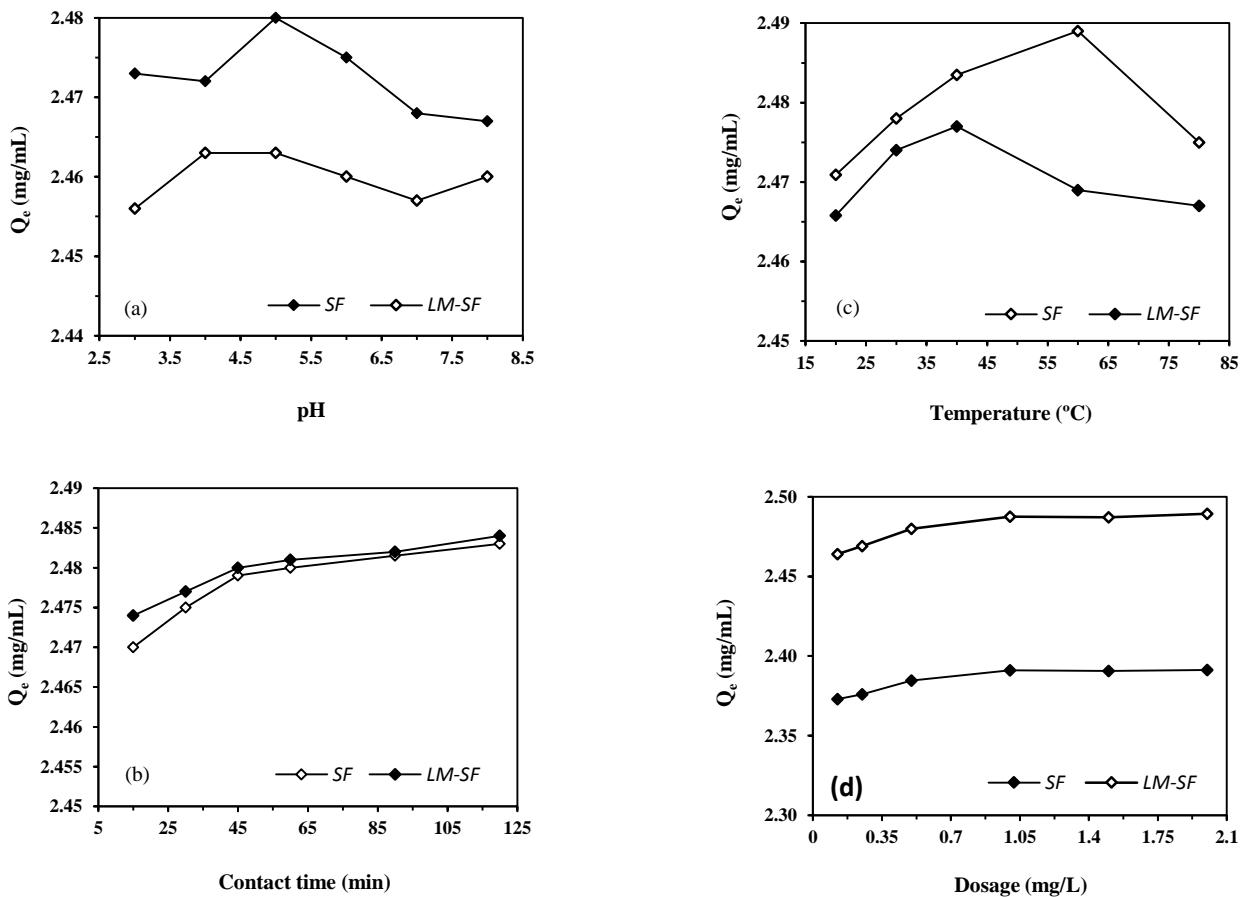 2.48
2.47
2.46
2.45
2.44
Qe (mg/mL)
(a)
SF
LM-SF
2.5 3.5 4.5 5.5 6.5 7.5 8.5
pH
2.49
2.48
2.47
2.46
2.45
Qe (mg/mL)
(c)
SF
LM-SF
15 25 35 45 55 65 75 85
Temperature (ºC)
2.49
2.485
2.48
2.475
2.47
2.465
2.46
2.455
2.45
Qe (mg/mL)
(b)
SF
LM-SF
5 25 45 65 85 105 125
Contact time (min)
2.50
2.45
2.40
2.35
2.30
Qe (mg/mL)
(d)
SF
LM-SF
0 0.35 0.7 1.05 1.4 1.75 2.1
Dosage (mg/L)